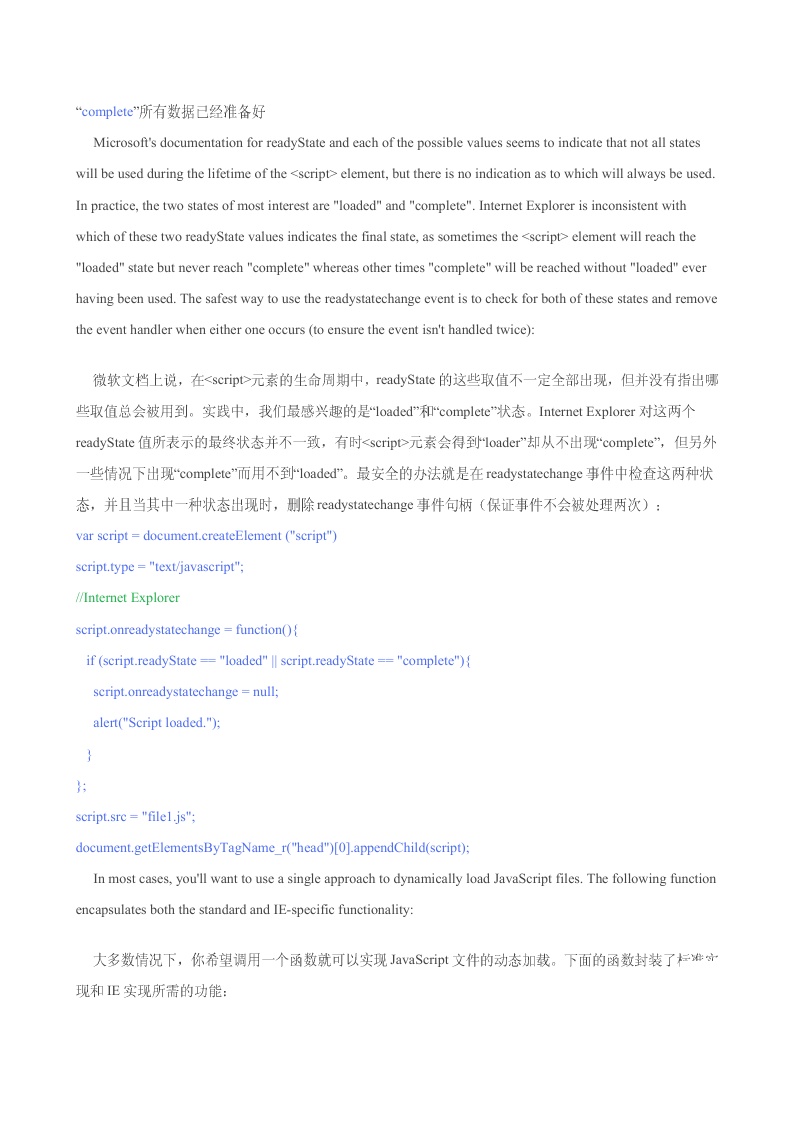 “complete”所有数据已经准备好
Microsoft's documentation for readyState and each of the possible values seems to indicate that not all states
will be used during the lifetime of the <script> element, but there is no indication as to which will always be used.
In practice, the two states of most interest are "loaded" and "complete". Internet Explorer is inconsistent with
which of these two readyState values indicates the final state, as sometimes the <script> element will reach the
"loaded" state but never reach "complete" whereas other times "complete" will be reached without "loaded" ever
having been used. The safest way to use the readystatechange event is to check for both of these states and remove
the event handler when either one occurs (to ensure the event isn't handled twice):
微软文档上说，在<script>元素的生命周期中，readyState 的这些取值不一定全部出现，但并没有指出哪
些取值总会被用到。实践中，我们最感兴趣的是“loaded”和“complete”状态。Internet Explorer 对这两个
readyState 值所表示的最终状态并不一致，有时<script>元素会得到“loader”却从不出现“complete”，但另外
一些情况下出现“complete”而用不到“loaded”。最安全的办法就是在 readystatechange 事件中检查这两种状
态，并且当其中一种状态出现时，删除 readystatechange 事件句柄（保证事件不会被处理两次）：
var script = document.createElement ("script")
script.type = "text/javascript";
//Internet Explorer
script.onreadystatechange = function(){
if (script.readyState == "loaded" || script.readyState == "complete"){
script.onreadystatechange = null;
alert("Script loaded.");
}
};
script.src = "file1.js";
document.getElementsByTagName_r("head")[0].appendChild(script);
In most cases, you'll want to use a single approach to dynamically load JavaScript files. The following function
encapsulates both the standard and IE-specific functionality:
大多数情况下，你希望调用一个函数就可以实现 JavaScript 文件的动态加载。下面的函数封装了标准实
现和 IE 实现所需的功能：